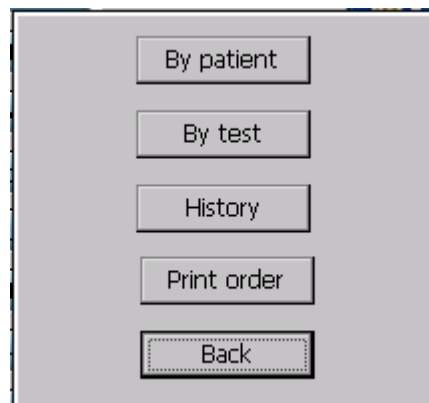 By patient
By test
History
Print order
Back